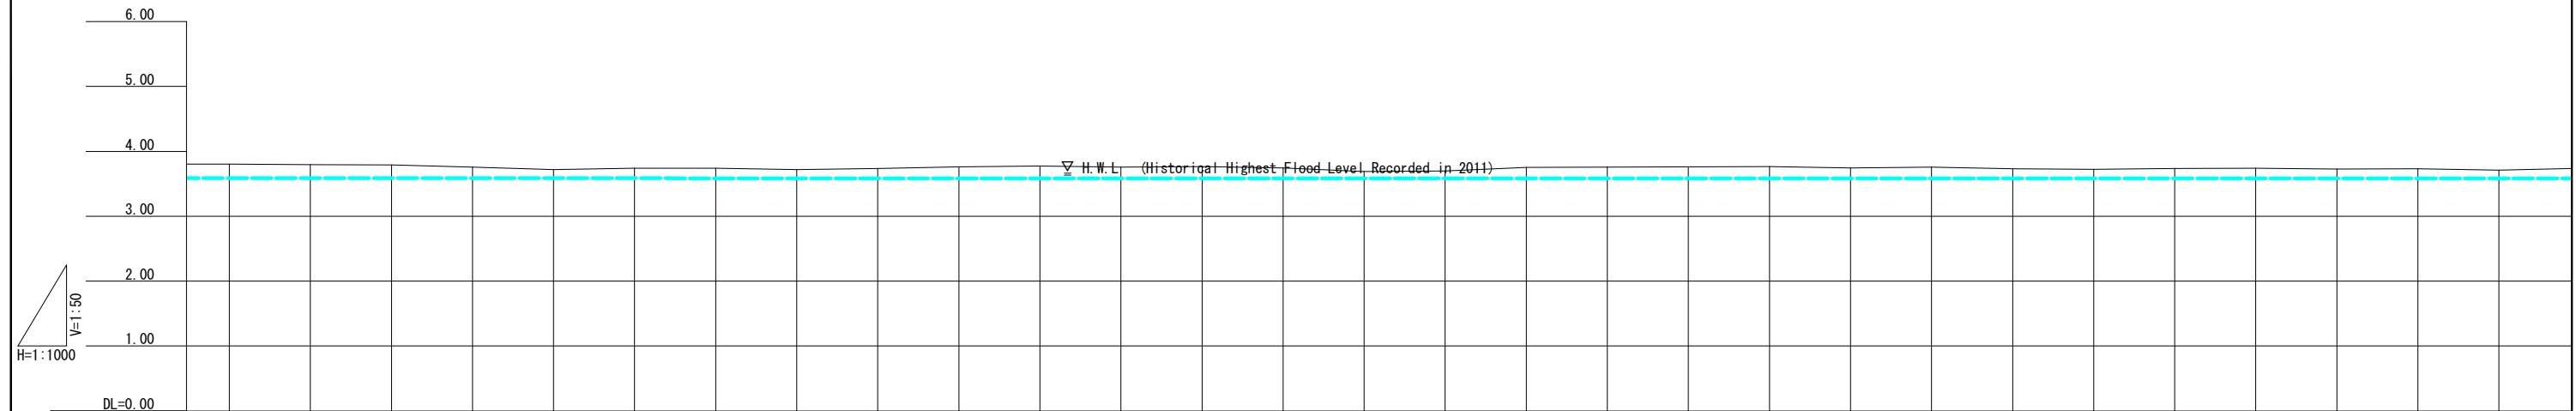 6.00
5.00
4.00
H.W.L (Historical Highest Flood Level Recorded in 2011)
3.00
2.00
V=1:50
1.00
H=1:1000
DL=0.00